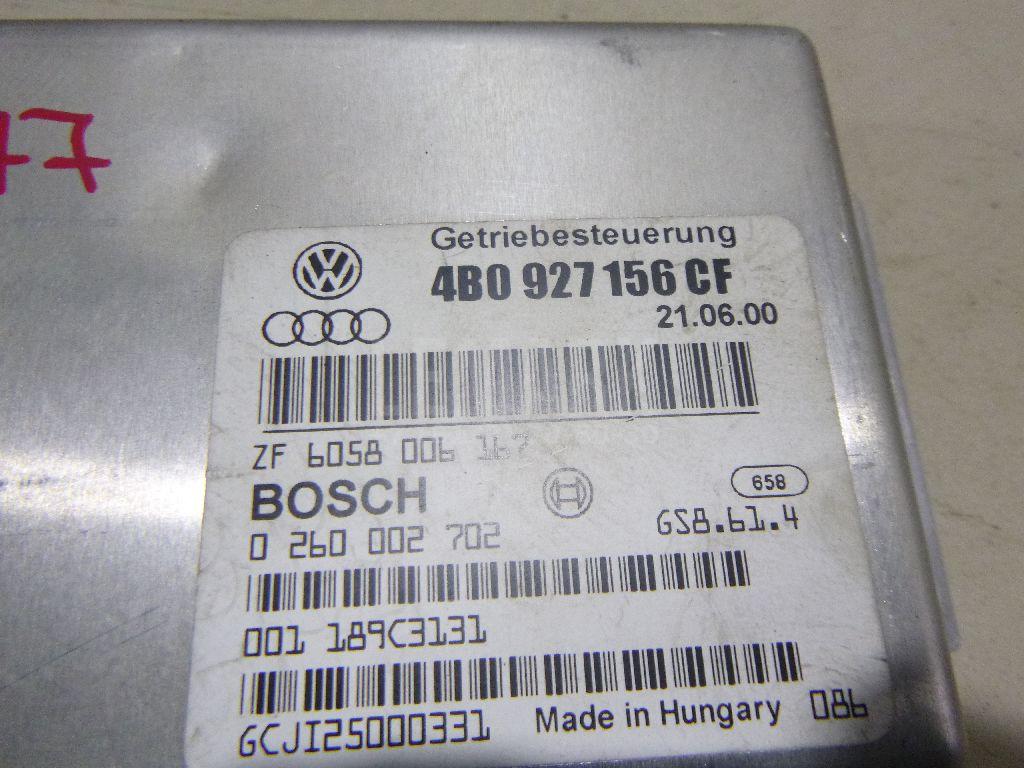 77
Getriebesteuerung
4B0 927 156 CF
21.06.00
ZF 6058 006 167
BOSCH
658
0 260 002 702
GS8.61.4
001 189C3131
GCJI25000331
Made in Hungary 086